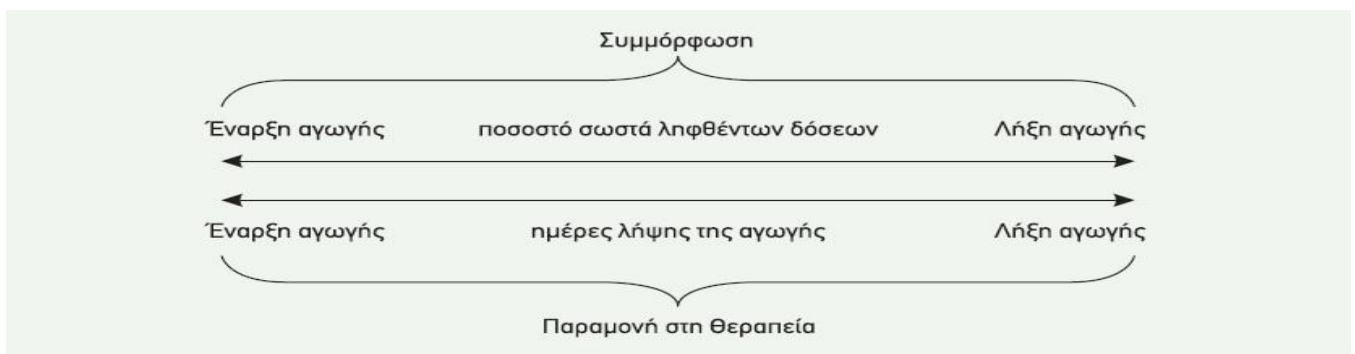 Συμμόρφωση
Έναρξη αγωγής ποσοστό σωστά ληφθέντων δόσεων Λήξη αγωγής
Έναρξη αγωγής ημέρες λήψης της αγωγής Λήξη αγωγής
Παραμονή στη θεραπεία